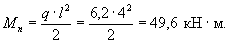 Mп = q · l² / 2 = 6,2 · 4² / 2 = 49,6 кН · м.